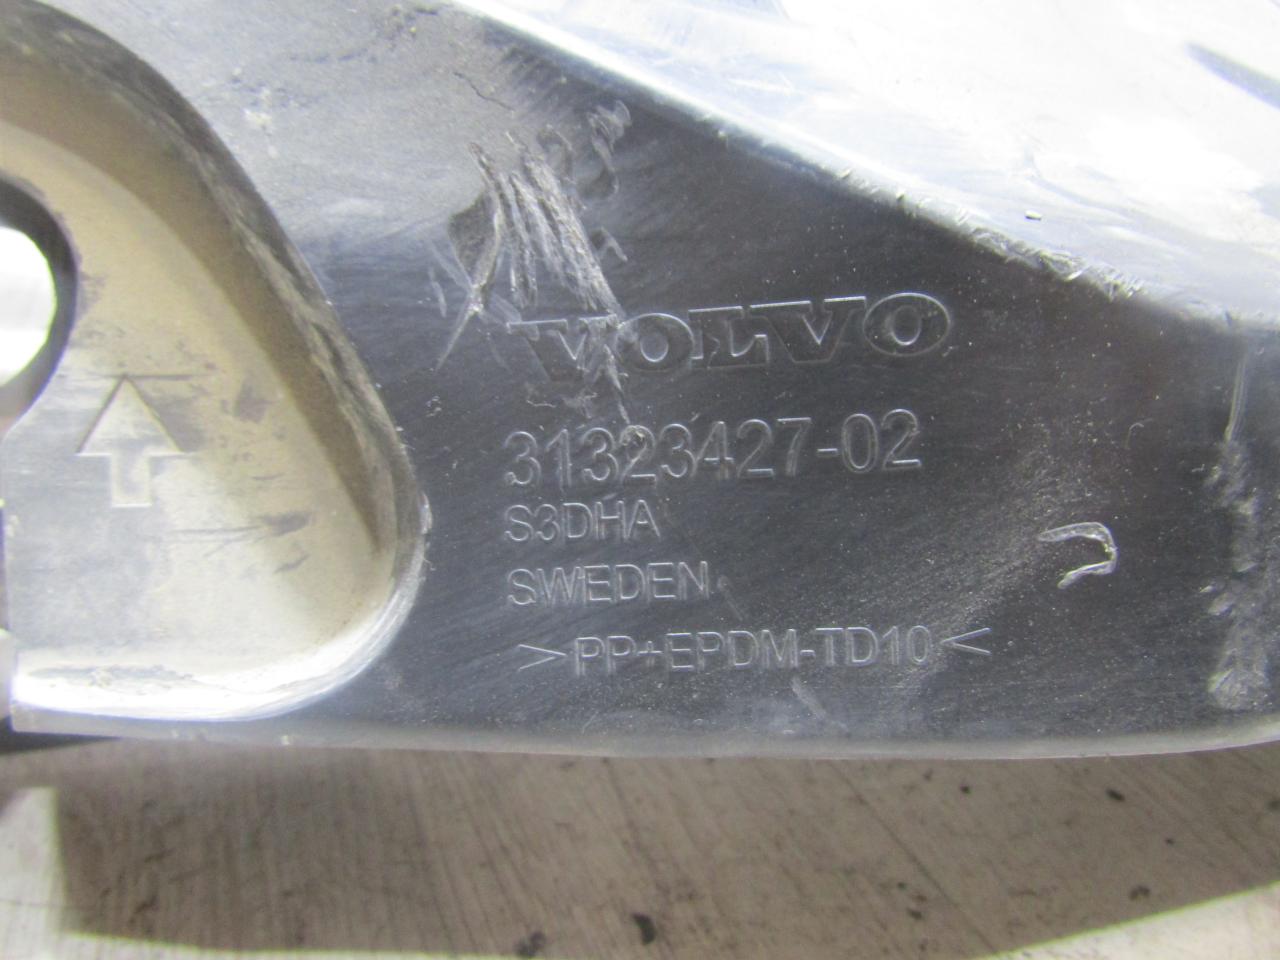 VOLVO
31323427-02
S3DHA
SWEDEN
>PP+EPDM-TD10<